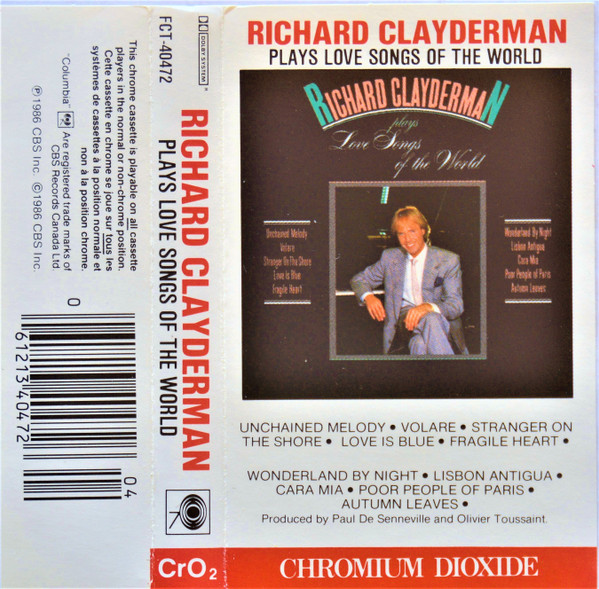 This chrome cassette is playable on all cassette
players in the normal or non-chrome position.
Cette cassette en chrome se joue sur tous les
systèmes de cassettes à la position normale et
non à la position chrome.
"Columbia" Are registered trade marks of
CBS Records Canada Ltd.
℗ 1986 CBS Inc. © 1986 CBS Inc.
0
61213 40472
04
FCT-40472
DOLBY SYSTEM
RICHARD CLAYDERMAN
PLAYS LOVE SONGS OF THE WORLD
CrO2
RICHARD CLAYDERMAN
PLAYS LOVE SONGS OF THE WORLD
RICHARD CLAYDERMAN
plays
Love Songs
of the World
Unchained Melody
Volare
Stranger On The Shore
Love is Blue
Fragile Heart
Wonderland By Night
Lisbon Antigua
Cara Mia
Poor People of Paris
Autumn Leaves
UNCHAINED MELODY • VOLARE • STRANGER ON
THE SHORE • LOVE IS BLUE • FRAGILE HEART •
WONDERLAND BY NIGHT • LISBON ANTIGUA •
CARA MIA • POOR PEOPLE OF PARIS •
AUTUMN LEAVES •
Produced by Paul De Senneville and Olivier Toussaint.
CHROMIUM DIOXIDE